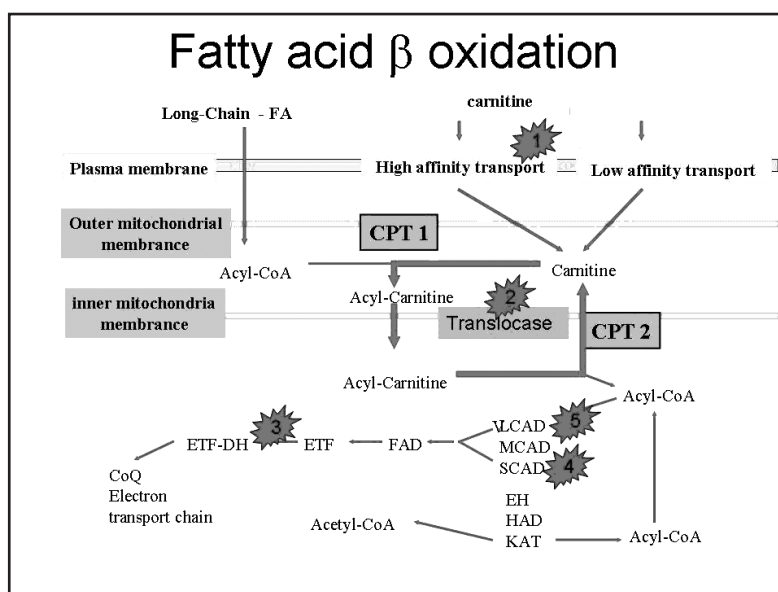 Fatty acid β oxidation
carnitine
Long-Chain - FA
1
Plasma membrane
High affinity transport
Low affinity transport
Outer mitochondrial
membrance
CPT 1
Acyl-CoA
Carnitine
Acyl-Carnitine
2
inner mitochondria
membrance
Translocase
CPT 2
Acyl-Carnitine
Acyl-CoA
3
5
VLCAD
ETF-DH
ETF
FAD
MCAD
SCAD
4
CoQ
Electron
transport chain
EH
HAD
KAT
Acetyl-CoA
Acyl-CoA